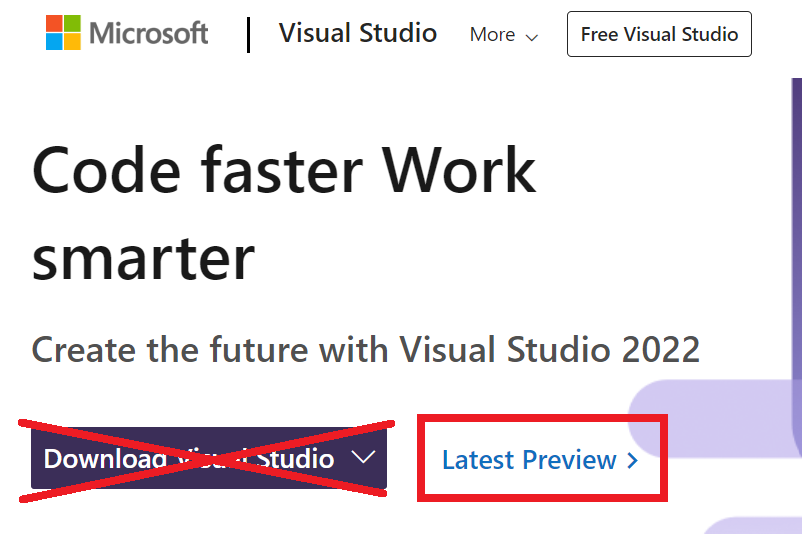 Microsoft Visual Studio More Free Visual Studio
Code faster Work
smarter
Create the future with Visual Studio 2022
Download Visual Studio Latest Preview